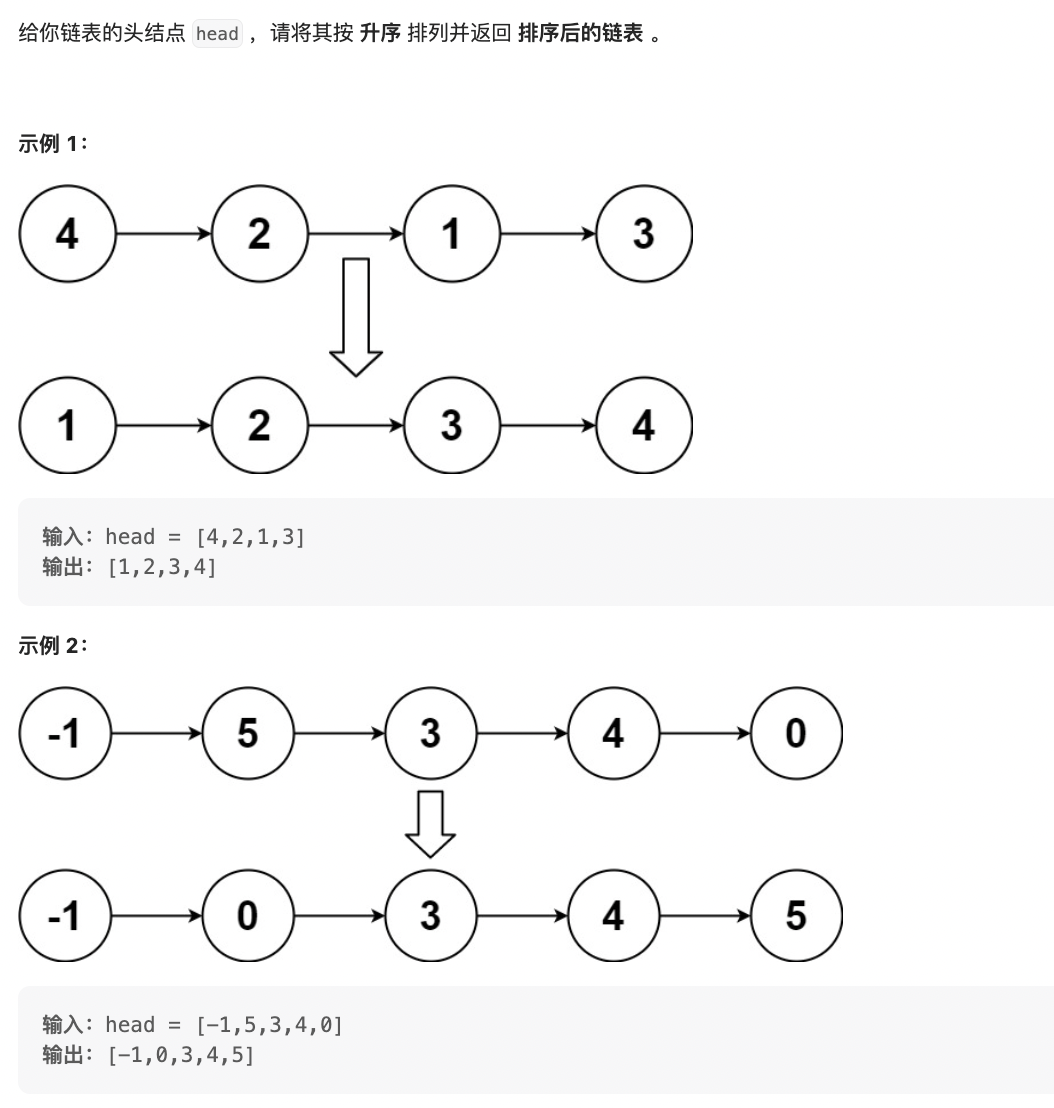 给你链表的头结点 head ，请将其按 升序 排列并返回 排序后的链表 。
示例 1：
4 2 1 3
1 2 3 4
输入：head = [4,2,1,3]
输出：[1,2,3,4]
示例 2：
-1 5 3 4 0
-1 0 3 4 5
输入：head = [-1,5,3,4,0]
输出：[-1,0,3,4,5]